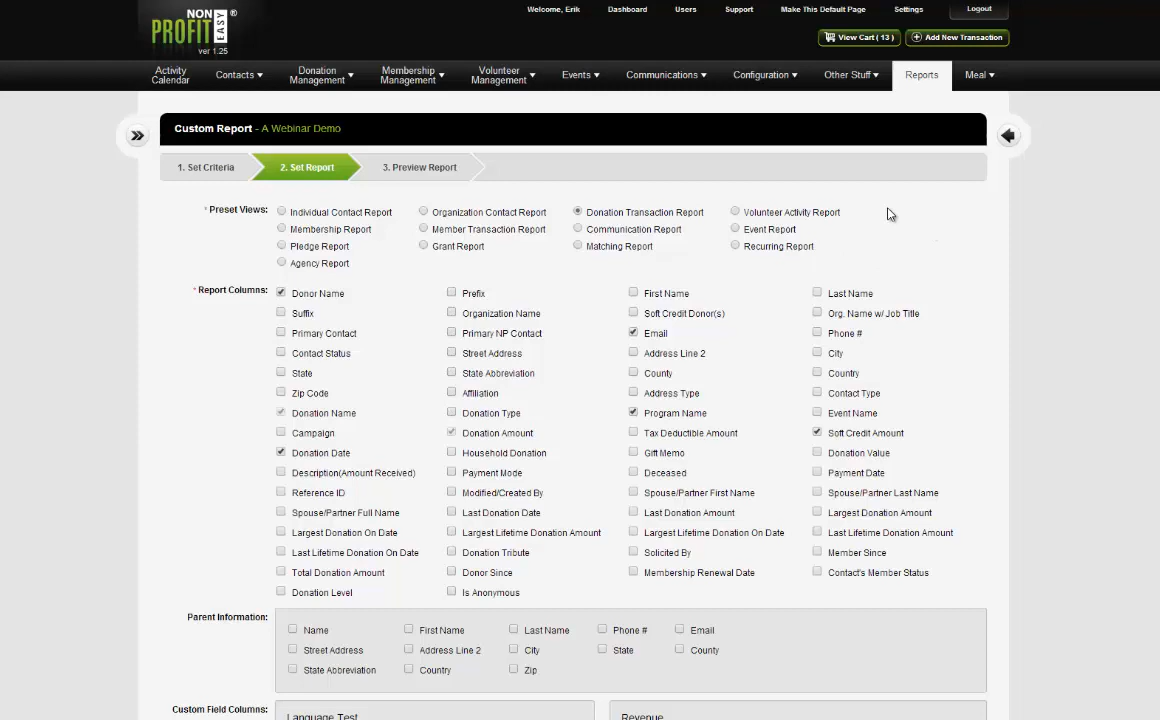 NON
PROFIT EASY ®
ver 1.25
Welcome, Erik Dashboard Users Support Make This Default Page Settings Logout
View Cart ( 13 ) Add New Transaction
Activity Calendar Contacts Donation Management Membership Management Volunteer Management Events Communications Configuration Other Stuff Reports Meal
Custom Report - A Webinar Demo
1. Set Criteria 2. Set Report 3. Preview Report
* Preset Views: Individual Contact Report Organization Contact Report Donation Transaction Report Volunteer Activity Report
Membership Report Member Transaction Report Communication Report Event Report
Pledge Report Grant Report Matching Report Recurring Report
Agency Report
* Report Columns: Donor Name Prefix First Name Last Name
Suffix Organization Name Soft Credit Donor(s) Org. Name w/ Job Title
Primary Contact Primary NP Contact Email Phone #
Contact Status Street Address Address Line 2 City
State State Abbreviation County Country
Zip Code Affiliation Address Type Contact Type
Donation Name Donation Type Program Name Event Name
Campaign Donation Amount Tax Deductible Amount Soft Credit Amount
Donation Date Household Donation Gift Memo Donation Value
Description(Amount Received) Payment Mode Deceased Payment Date
Reference ID Modified/Created By Spouse/Partner First Name Spouse/Partner Last Name
Spouse/Partner Full Name Last Donation Date Last Donation Amount Largest Donation Amount
Largest Donation On Date Largest Lifetime Donation Amount Largest Lifetime Donation On Date Last Lifetime Donation Amount
Last Lifetime Donation On Date Donation Tribute Solicited By Member Since
Total Donation Amount Donor Since Membership Renewal Date Contact's Member Status
Donation Level Is Anonymous
Parent Information:
Name First Name Last Name Phone # Email
Street Address Address Line 2 City State County
State Abbreviation Country Zip
Custom Field Columns:
Language Test Revenue